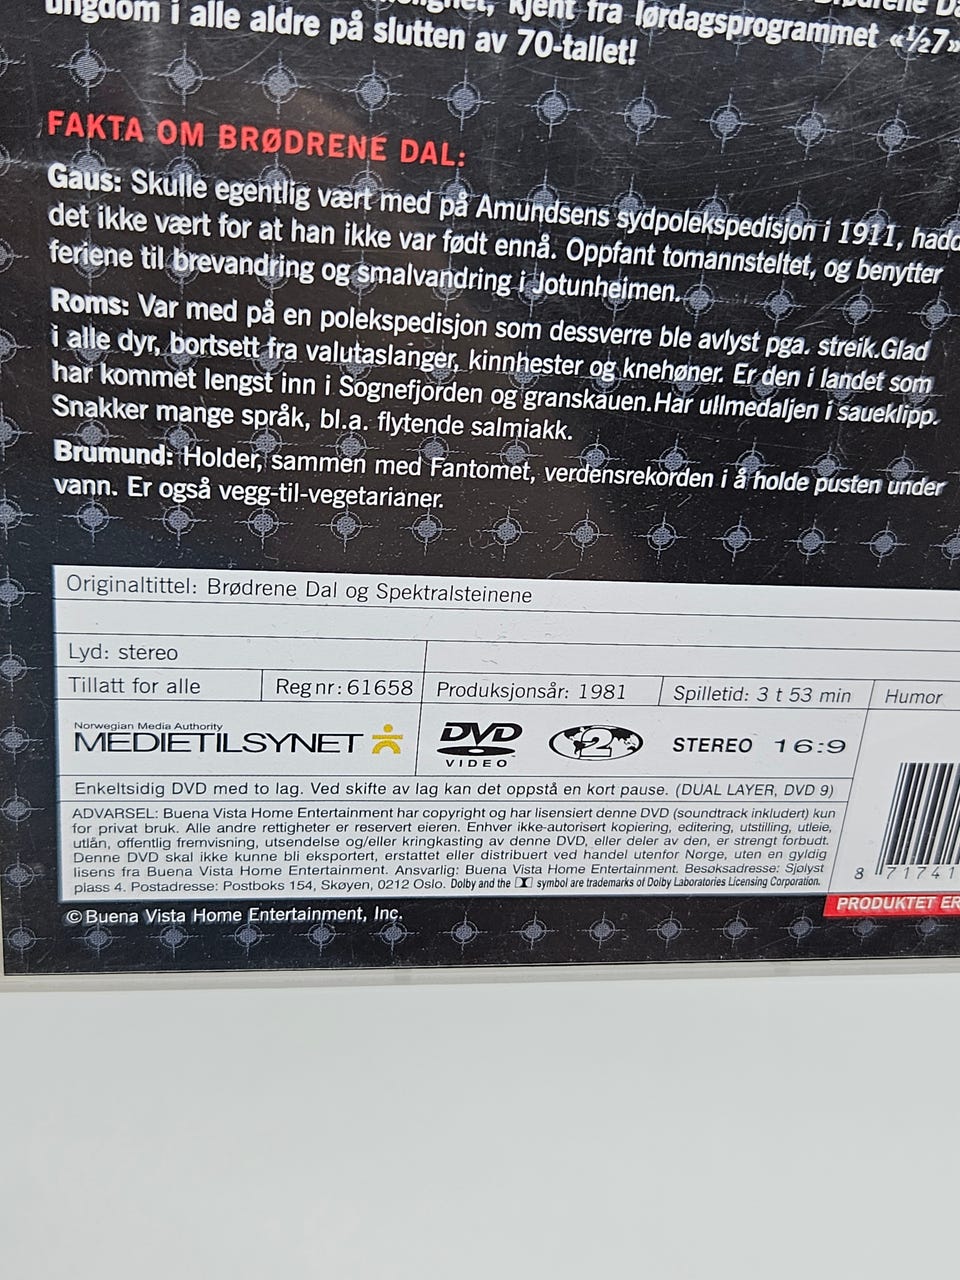 ungdom i alle aldre på slutten av 70-tallet!
kjent fra lørdagsprogrammet «½7»
FAKTA OM BRØDRENE DAL:
Gaus: Skulle egentlig vært med på Amundsens sydpolekspedisjon i 1911, hadd
det ikke vært for at han ikke var født ennå. Oppfant tomannsteltet, og benytter
feriene til brevandring og smalvandring i Jotunheimen.
Roms: Var med på en polekspedisjon som dessverre ble avlyst pga. streik.Glad
i alle dyr, bortsett fra valutaslanger, kinnhester og knehøner. Er den i landet som
har kommet lengst inn i Sognefjorden og granskauen.Har ullmedaljen i saueklipp.
Snakker mange språk, bl.a. flytende salmiakk.
Brumund: Holder, sammen med Fantomet, verdensrekorden i å holde pusten under
vann. Er også vegg-til-vegetarianer.
Originaltittel: Brødrene Dal og Spektralsteinene
Lyd: stereo
Tillatt for alle Reg nr: 61658 Produksjonsår: 1981 Spilletid: 3 t 53 min Humor
Norwegian Media Authority
MEDIETILSYNET DVD VIDEO 2 STEREO 16:9
Enkeltsidig DVD med to lag. Ved skifte av lag kan det oppstå en kort pause. (DUAL LAYER, DVD 9)
ADVARSEL: Buena Vista Home Entertainment har copyright og har lisensiert denne DVD (soundtrack inkludert) kun
for privat bruk. Alle andre rettigheter er reservert eieren. Enhver ikke-autorisert kopiering, editering, utstilling, utleie,
utlån, offentlig fremvisning, utsendelse og/eller kringkasting av denne DVD, eller deler av den, er strengt forbudt.
Denne DVD skal ikke kunne bli eksportert, erstattet eller distribuert ved handel utenfor Norge, uten en gyldig
lisens fra Buena Vista Home Entertainment. Ansvarlig: Buena Vista Home Entertainment. Besøksadresse: Sjølyst
plass 4. Postadresse: Postboks 154, Skøyen, 0212 Oslo. Dolby and the symbol are trademarks of Dolby Laboratories Licensing Corporation.
8 71741
PRODUKTET ER
© Buena Vista Home Entertainment, Inc.